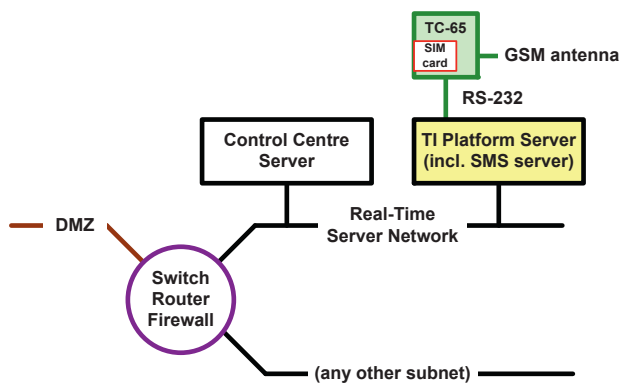 TC-65
SIM
card
GSM antenna
RS-232
Control Centre
Server
TI Platform Server
(incl. SMS server)
DMZ
Real-Time
Server Network
Switch
Router
Firewall
(any other subnet)